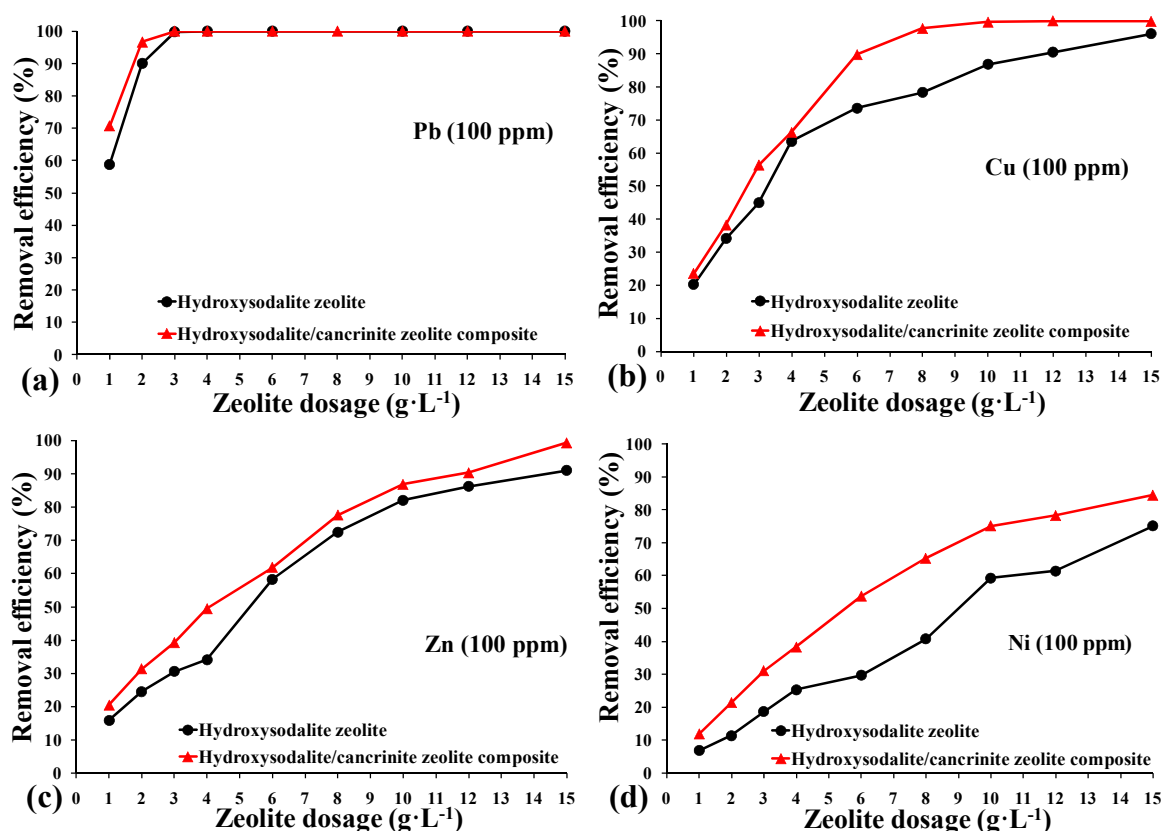 Removal efficiency (%)
100
90
80
70
60
50
40
30
20
10
0
Pb (100 ppm)
Hydroxysodalite zeolite
Hydroxysodalite/cancrinite zeolite composite
0 1 2 3 4 5 6 7 8 9 10 11 12 13 14 15
(a)
Zeolite dosage (g·L⁻¹)
Removal efficiency (%)
100
90
80
70
60
50
40
30
20
10
0
Cu (100 ppm)
Hydroxysodalite zeolite
Hydroxysodalite/cancrinite zeolite composite
0 1 2 3 4 5 6 7 8 9 10 11 12 13 14 15
(b)
Zeolite dosage (g·L⁻¹)
Removal efficiency (%)
100
90
80
70
60
50
40
30
20
10
0
Zn (100 ppm)
Hydroxysodalite zeolite
Hydroxysodalite/cancrinite zeolite composite
0 1 2 3 4 5 6 7 8 9 10 11 12 13 14 15
(c)
Zeolite dosage (g·L⁻¹)
Removal efficiency (%)
100
90
80
70
60
50
40
30
20
10
0
Ni (100 ppm)
Hydroxysodalite zeolite
Hydroxysodalite/cancrinite zeolite composite
0 1 2 3 4 5 6 7 8 9 10 11 12 13 14 15
(d)
Zeolite dosage (g·L⁻¹)